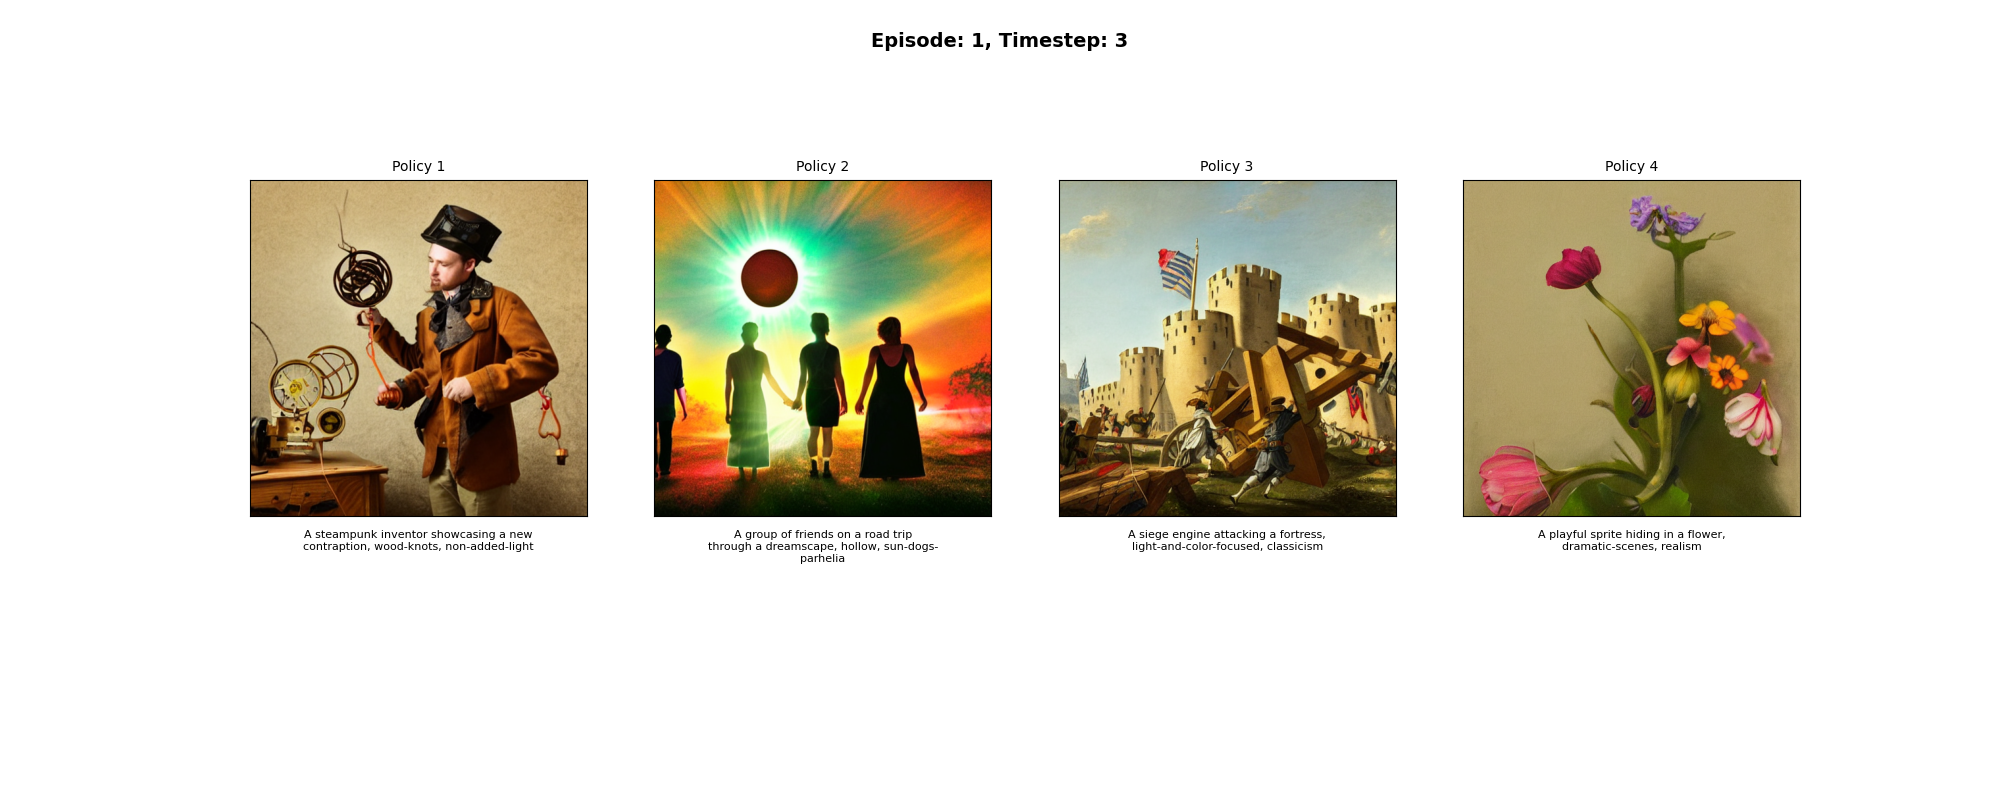 Episode: 1, Timestep: 3
Policy 1
Policy 2
Policy 3
Policy 4
A steampunk inventor showcasing a new
contraption, wood-knots, non-added-light
A group of friends on a road trip
through a dreamscape, hollow, sun-dogs-
parhelia
A siege engine attacking a fortress,
light-and-color-focused, classicism
A playful sprite hiding in a flower,
dramatic-scenes, realism